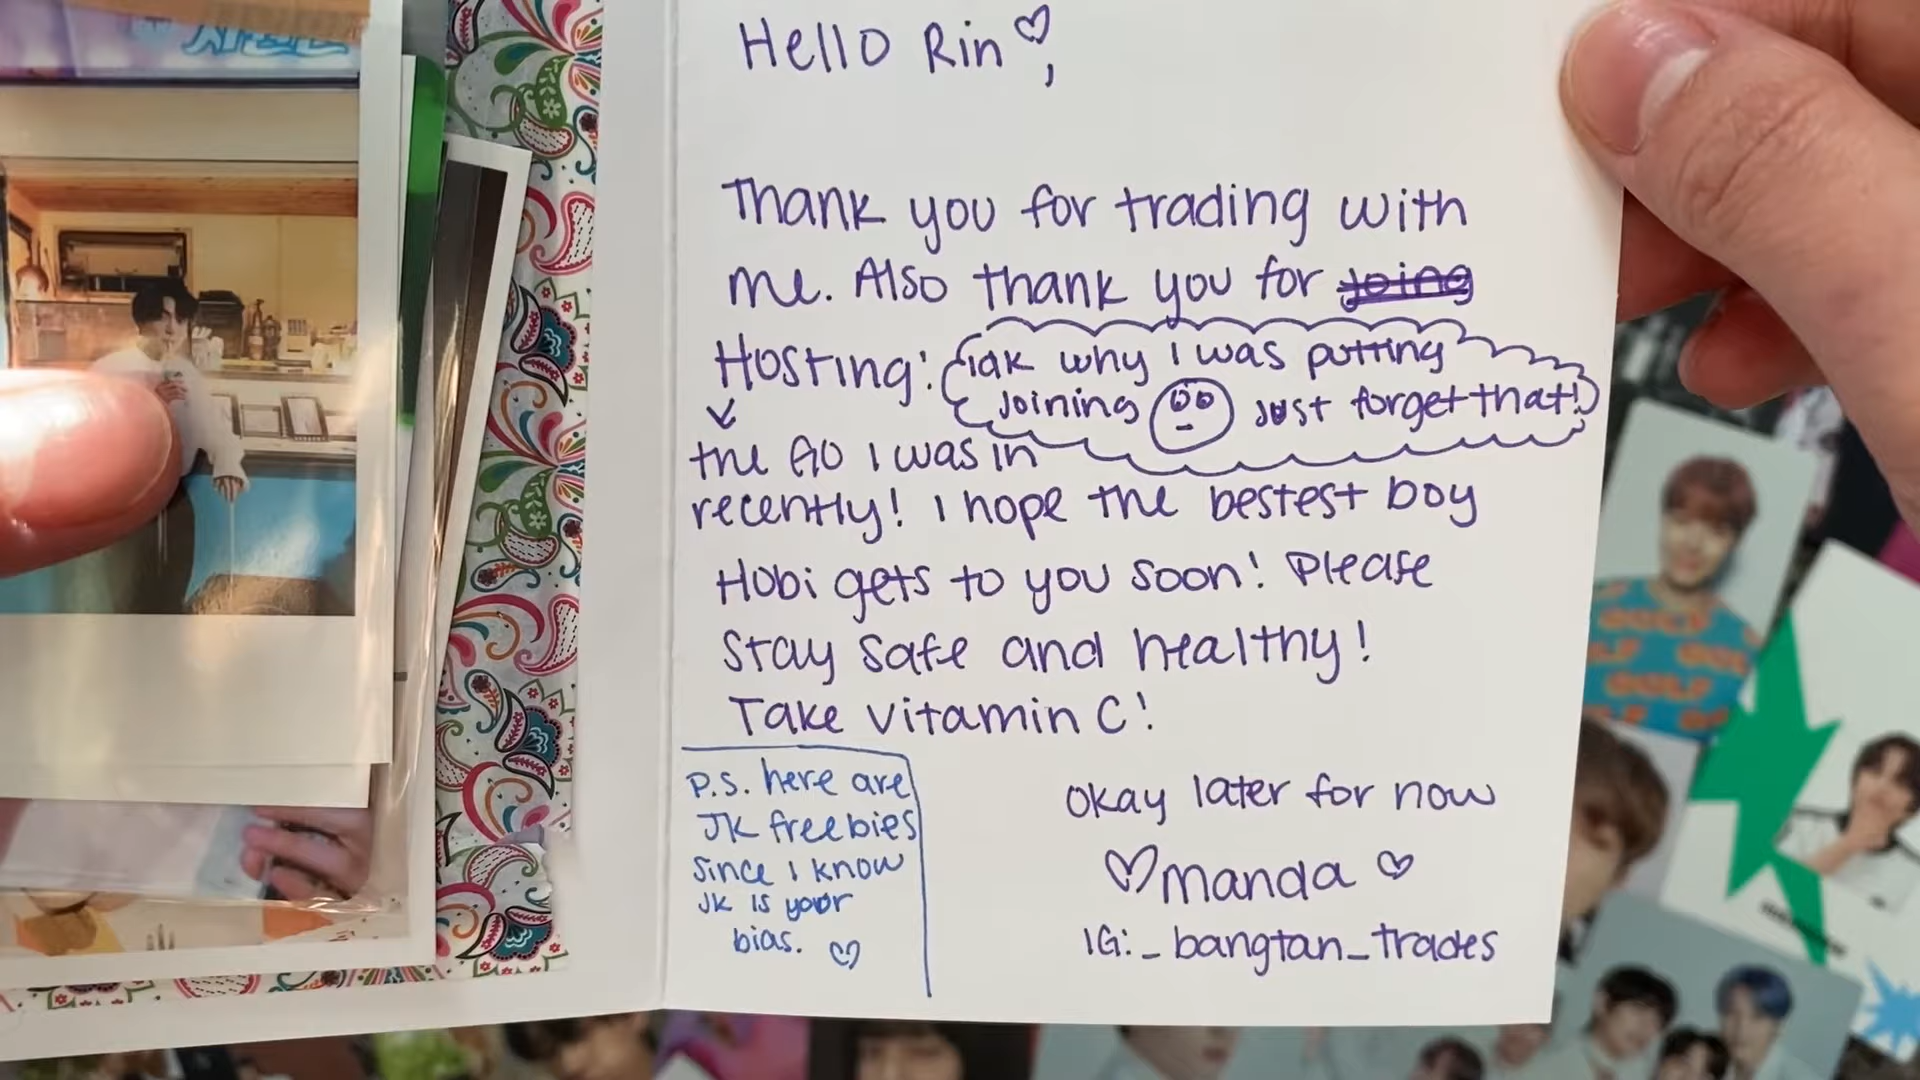 Hello Rin♡,
Thank you for trading with
me. Also thank you for joing
Hosting: idk why I was putting
joining just forget that!
the GO I was in
recently! I hope the bestest boy
Hobi gets to you soon! Please
Stay safe and healthy!
Take vitamin C!
P.S. here are
JK freebies
Since I know
JK is your
bias. ♡
okay later for now
♡manda ♡
IG:_bangtan_trades